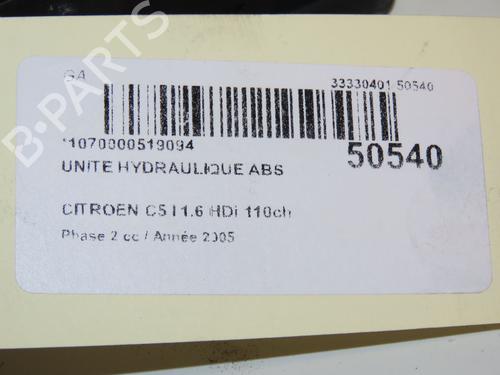 GA 33330401 50540
*1070000519094
50540
UNITE HYDRAULIQUE ABS
CITROEN C5 I 1.6 HDi 110ch
Phase 2 cc / Année 2005
B-PARTS